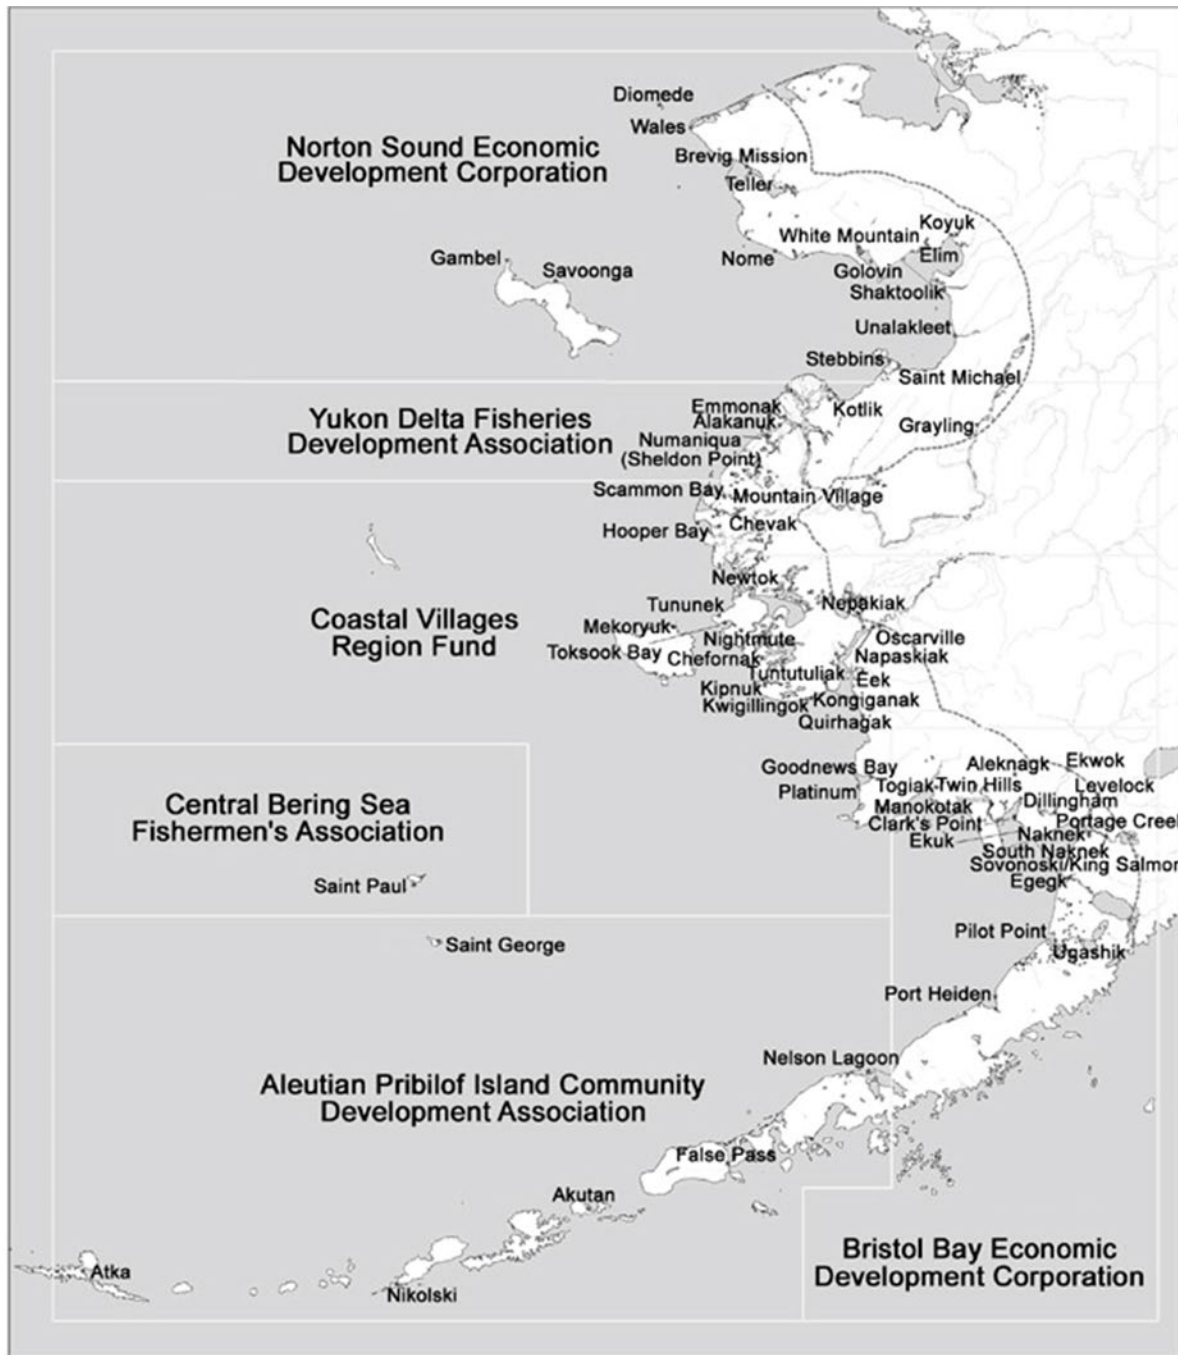 Diomede
Wales
Norton Sound Economic
Development Corporation
Brevig Mission
Teller
Koyuk
White Mountain
Elim
Nome
Golovin
Gambel
Savoonga
Shaktoolik
Unalakleet
Stebbins
Saint Michael
Yukon Delta Fisheries
Development Association
Emmonak
Kotlik
Alakanuk
Grayling
Numaniqua
(Sheldon Point)
Scammon Bay
Mountain Village
Chevak
Hooper Bay
Newtok
Tununek
Nepakiak
Coastal Villages
Region Fund
Mekoryuk
Nightmute
Oscarville
Toksook Bay
Chefornak
Napaskiak
Tuntutuliak
Eek
Kipnuk
Kongiganak
Kwigillingok
Quirhagak
Goodnews Bay
Aleknagk
Ekwok
Platinum
Togiak
Twin Hills
Levelock
Manokotak
Dillingham
Clark's Point
Portage Creek
Ekuk
Naknek
South Naknek
Sovonoski/King Salmon
Egegk
Central Bering Sea
Fishermen's Association
Saint Paul
Saint George
Pilot Point
Ugashik
Port Heiden
Nelson Lagoon
Aleutian Pribilof Island Community
Development Association
False Pass
Akutan
Atka
Nikolski
Bristol Bay Economic
Development Corporation